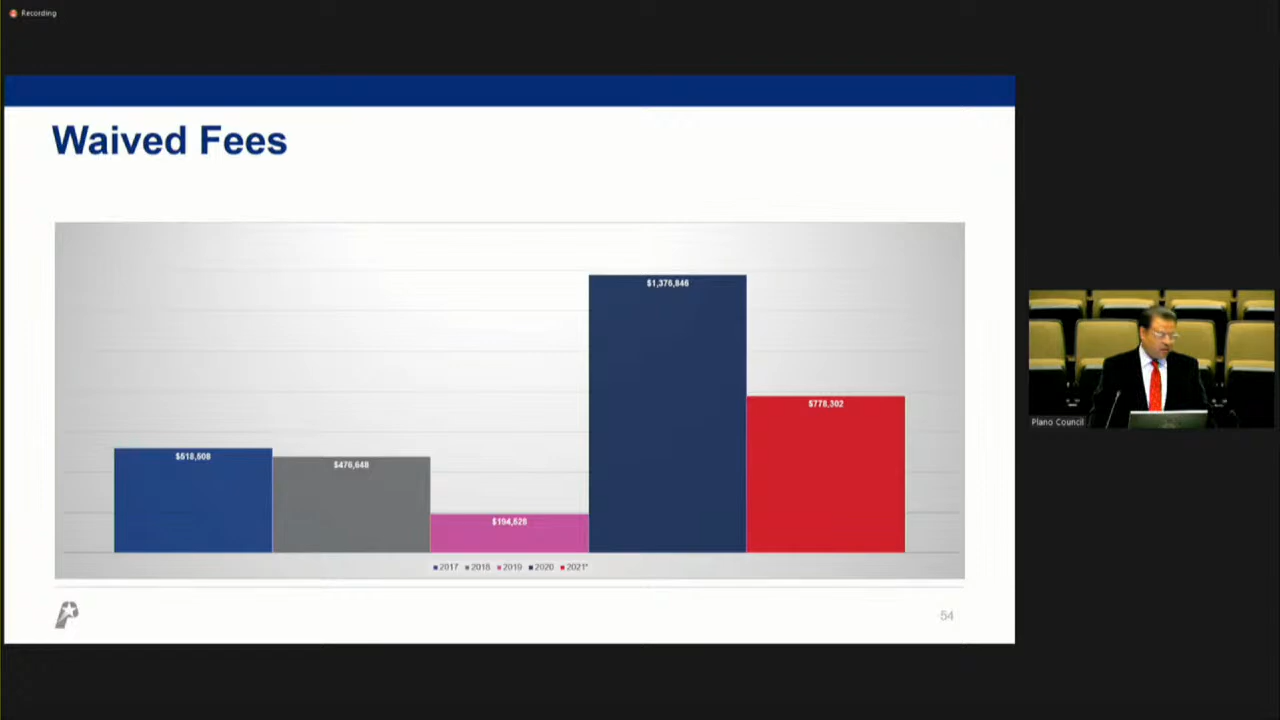 Recording
Waived Fees
$1,376,846
$778,302
$518,508
$476,648
$194,628
2017 2018 2019 2020 2021*
54
Plano Council